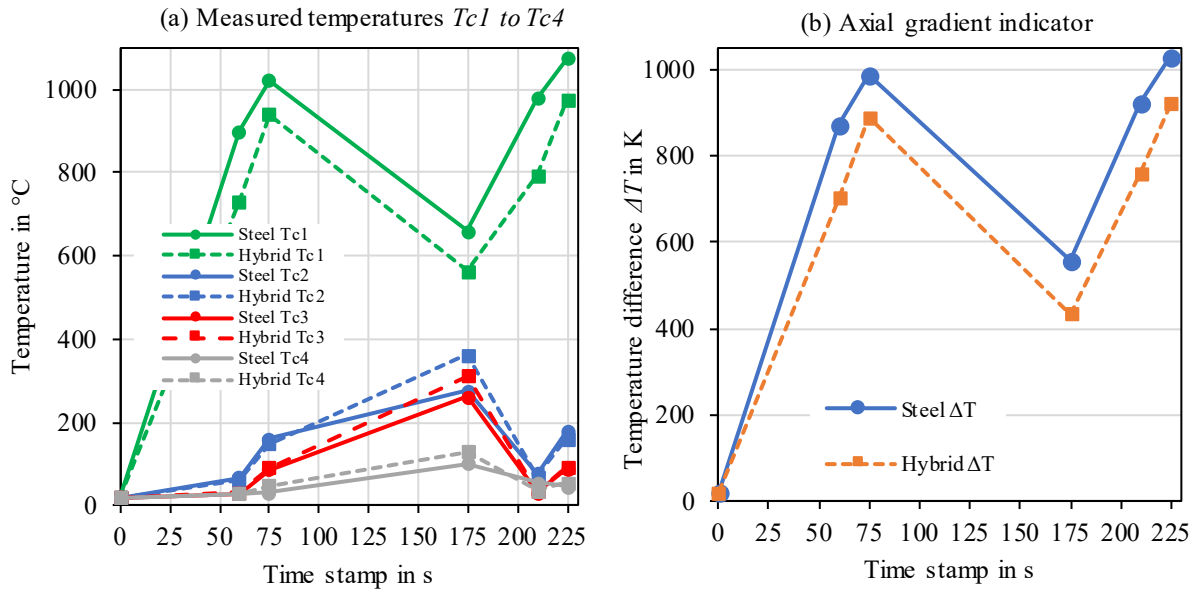 (a) Measured temperatures Tc1 to Tc4
Temperature in °C
1000
800
600
400
200
0
Steel Tc1
Hybrid Tc1
Steel Tc2
Hybrid Tc2
Steel Tc3
Hybrid Tc3
Steel Tc4
Hybrid Tc4
0 25 50 75 100 125 150 175 200 225
Time stamp in s
(b) Axial gradient indicator
Temperature difference ΔT in K
1000
800
600
400
200
0
Steel ΔT
Hybrid ΔT
0 25 50 75 100 125 150 175 200 225
Time stamp in s